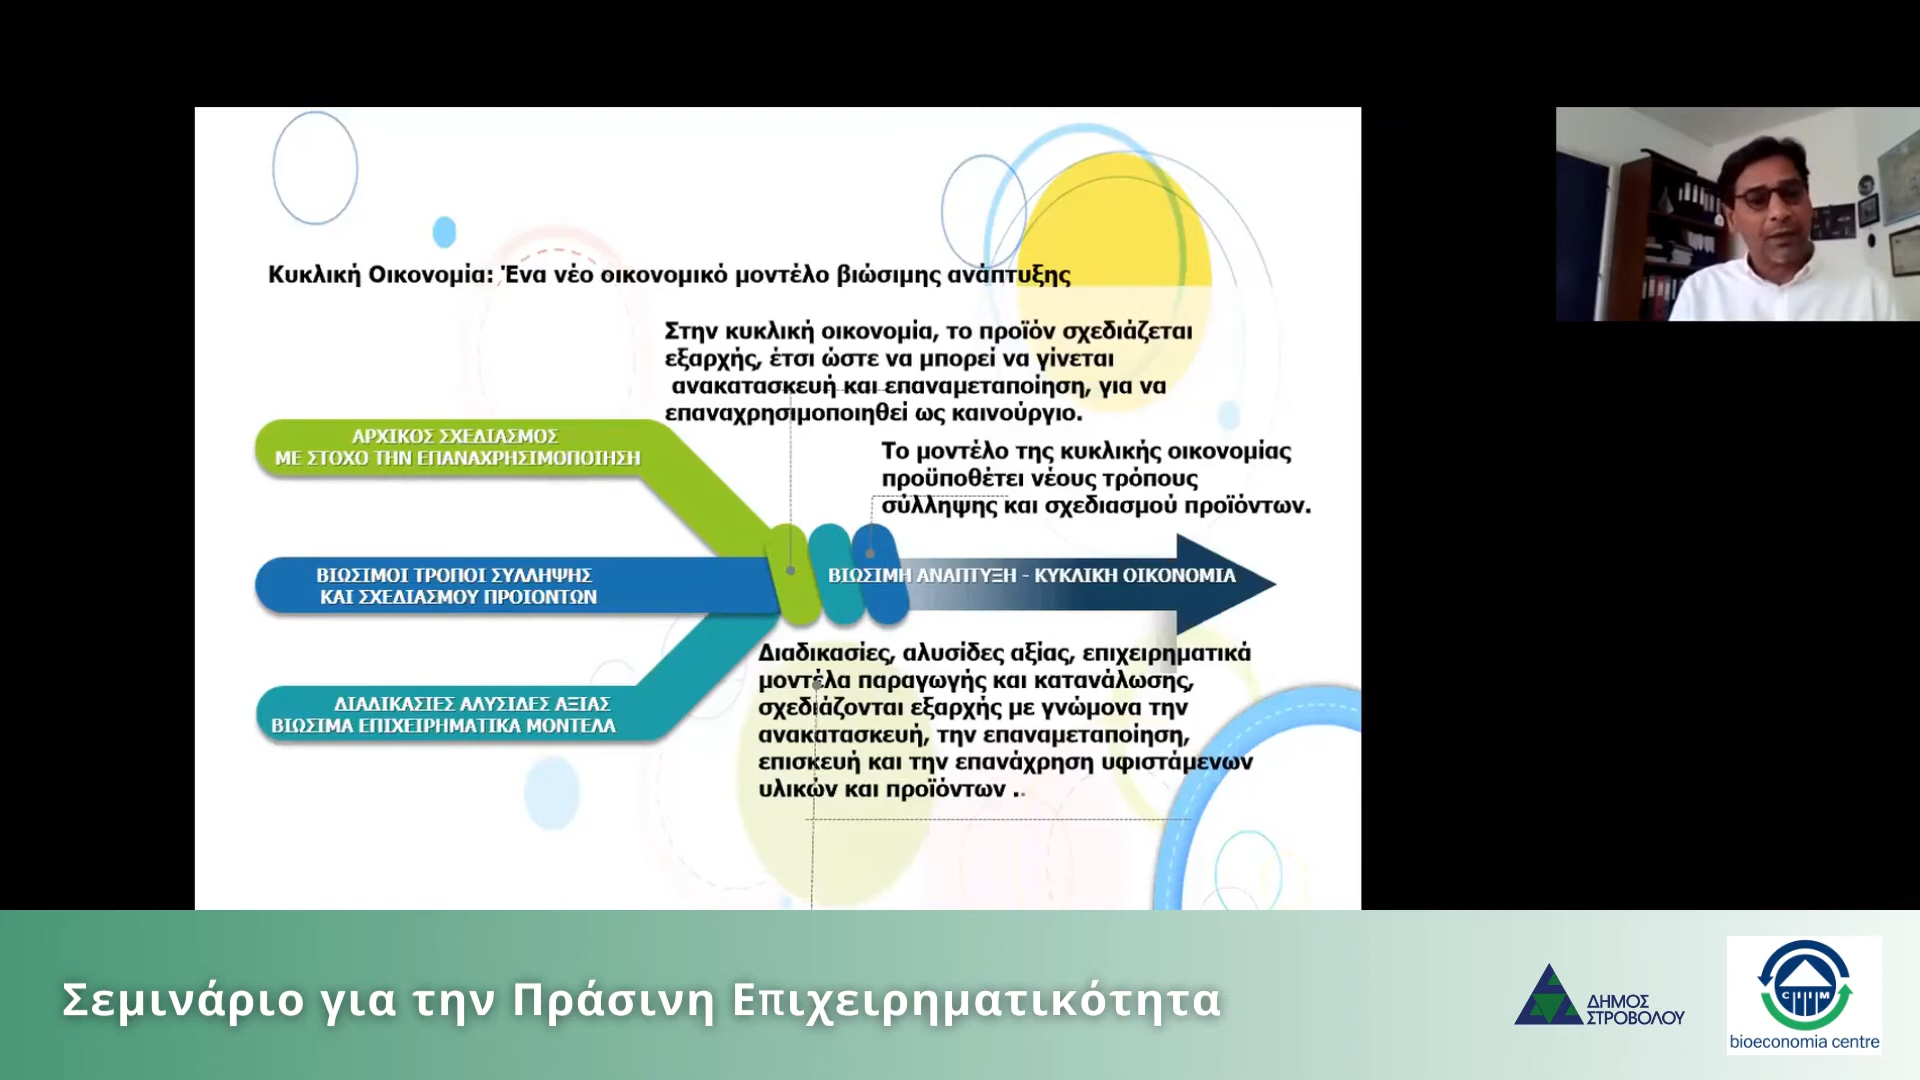 Κυκλική Οικονομία: Ένα νέο οικονομικό μοντέλο βιώσιμης ανάπτυξης
Στην κυκλική οικονομία, το προϊόν σχεδιάζεται
εξαρχής, έτσι ώστε να μπορεί να γίνεται
ανακατασκευή και επαναμεταποίηση, για να
επαναχρησιμοποιηθεί ως καινούργιο.
ΑΡΧΙΚΟΣ ΣΧΕΔΙΑΣΜΟΣ
ΜΕ ΣΤΟΧΟ ΤΗΝ ΕΠΑΝΑΧΡΗΣΙΜΟΠΟΙΗΣΗ
Το μοντέλο της κυκλικής οικονομίας
προϋποθέτει νέους τρόπους
σύλληψης και σχεδιασμού προϊόντων.
ΒΙΩΣΙΜΟΙ ΤΡΟΠΟΙ ΣΥΛΛΗΨΗΣ
ΚΑΙ ΣΧΕΔΙΑΣΜΟΥ ΠΡΟΙΟΝΤΩΝ
ΒΙΩΣΙΜΗ ΑΝΑΠΤΥΞΗ - ΚΥΚΛΙΚΗ ΟΙΚΟΝΟΜΙΑ
ΔΙΑΔΙΚΑΣΙΕΣ ΑΛΥΣΙΔΕΣ ΑΞΙΑΣ
ΒΙΩΣΙΜΑ ΕΠΙΧΕΙΡΗΜΑΤΙΚΑ ΜΟΝΤΕΛΑ
Διαδικασίες, αλυσίδες αξίας, επιχειρηματικά
μοντέλα παραγωγής και κατανάλωσης,
σχεδιάζονται εξαρχής με γνώμονα την
ανακατασκευή, την επαναμεταποίηση,
επισκευή και την επανάχρηση υφιστάμενων
υλικών και προϊόντων ..
Σεμινάριο για την Πράσινη Επιχειρηματικότητα
ΔΗΜΟΣ
ΣΤΡΟΒΟΛΟΥ
CIIM
bioeconomia centre